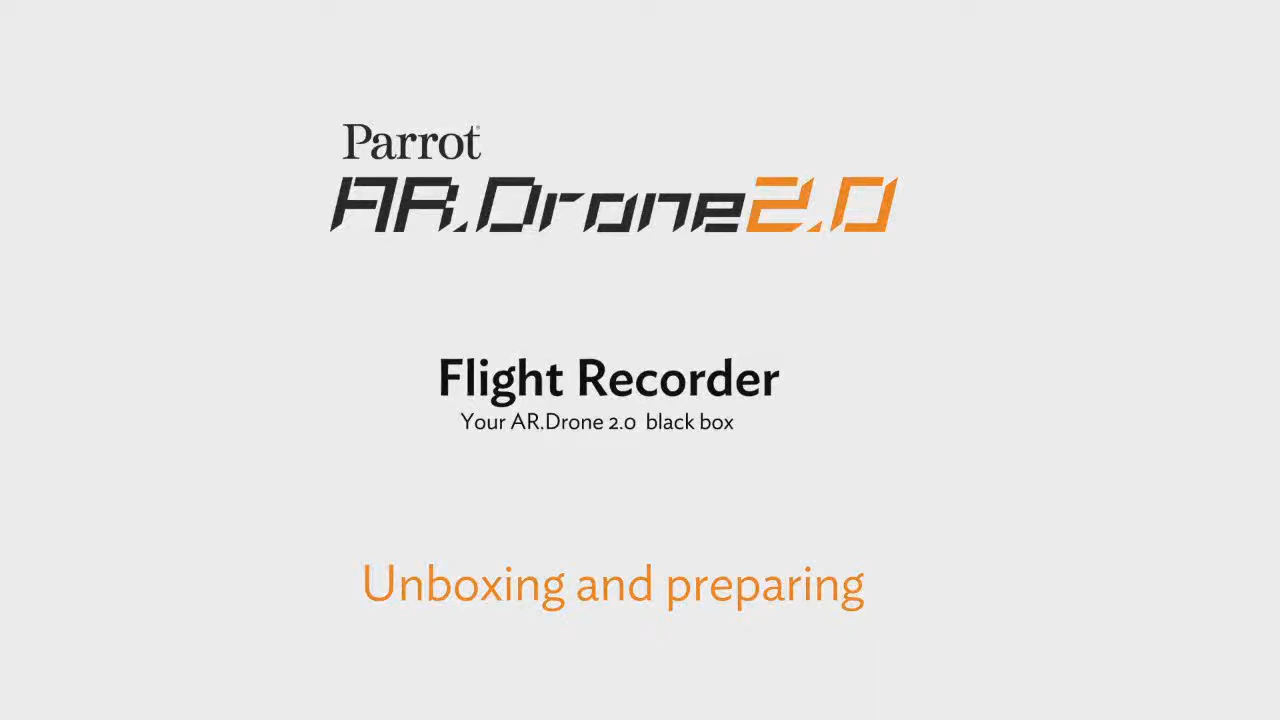 Parrot
AR.Drone2.0
Flight Recorder
Your AR.Drone 2.0 black box
Unboxing and preparing